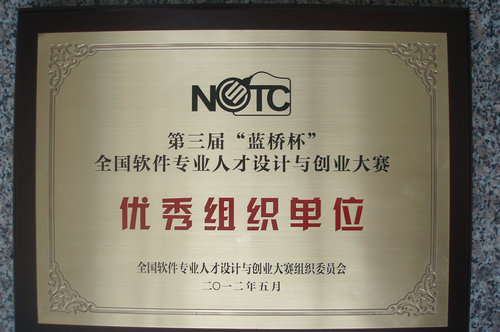 NCTC
第三届“蓝桥杯”
全国软件专业人才设计与创业大赛
优秀组织单位
全国软件专业人才设计与创业大赛组织委员会
二〇一二年五月